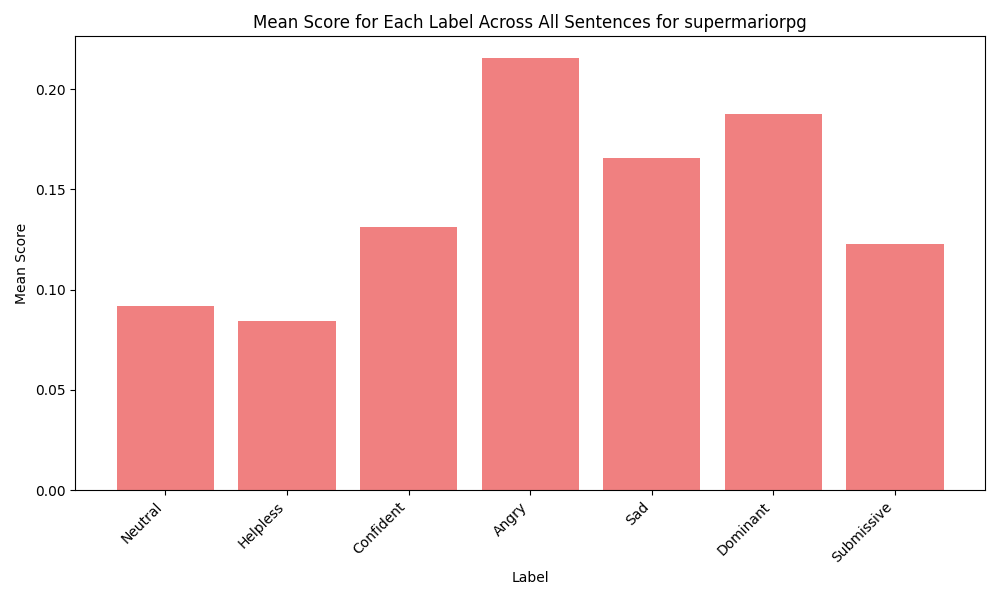 Mean Score for Each Label Across All Sentences for supermariorpg
Mean Score
0.20
0.15
0.10
0.05
0.00
Neutral
Helpless
Confident
Angry
Sad
Dominant
Submissive
Label